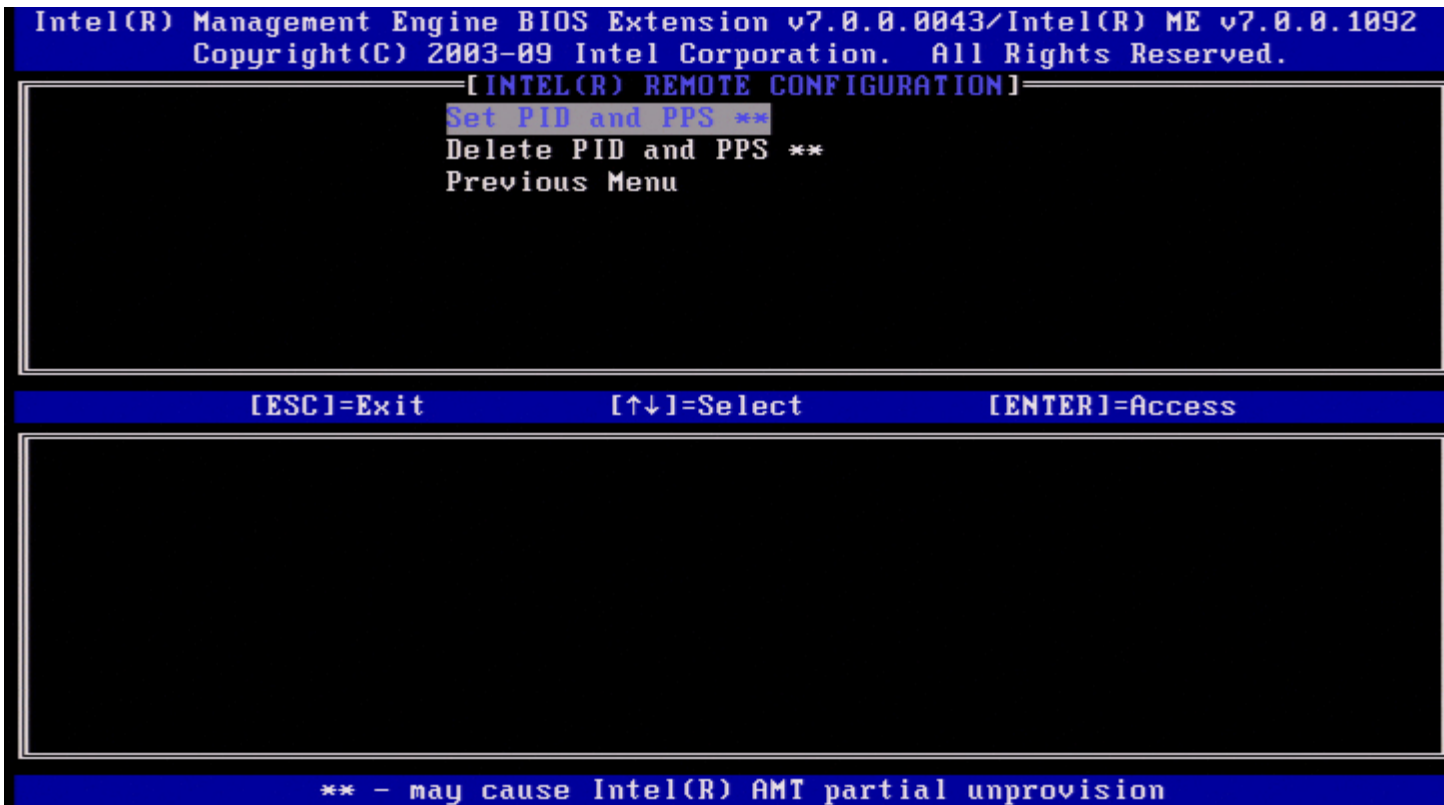 Intel(R) Management Engine BIOS Extension v7.0.0.0043/Intel(R) ME v7.0.0.1092
Copyright(C) 2003-09 Intel Corporation. All Rights Reserved.
[INTEL(R) REMOTE CONFIGURATION]
Set PID and PPS **
Delete PID and PPS **
Previous Menu
[ESC]=Exit [↑↓]=Select [ENTER]=Access
** - may cause Intel(R) AMT partial unprovision